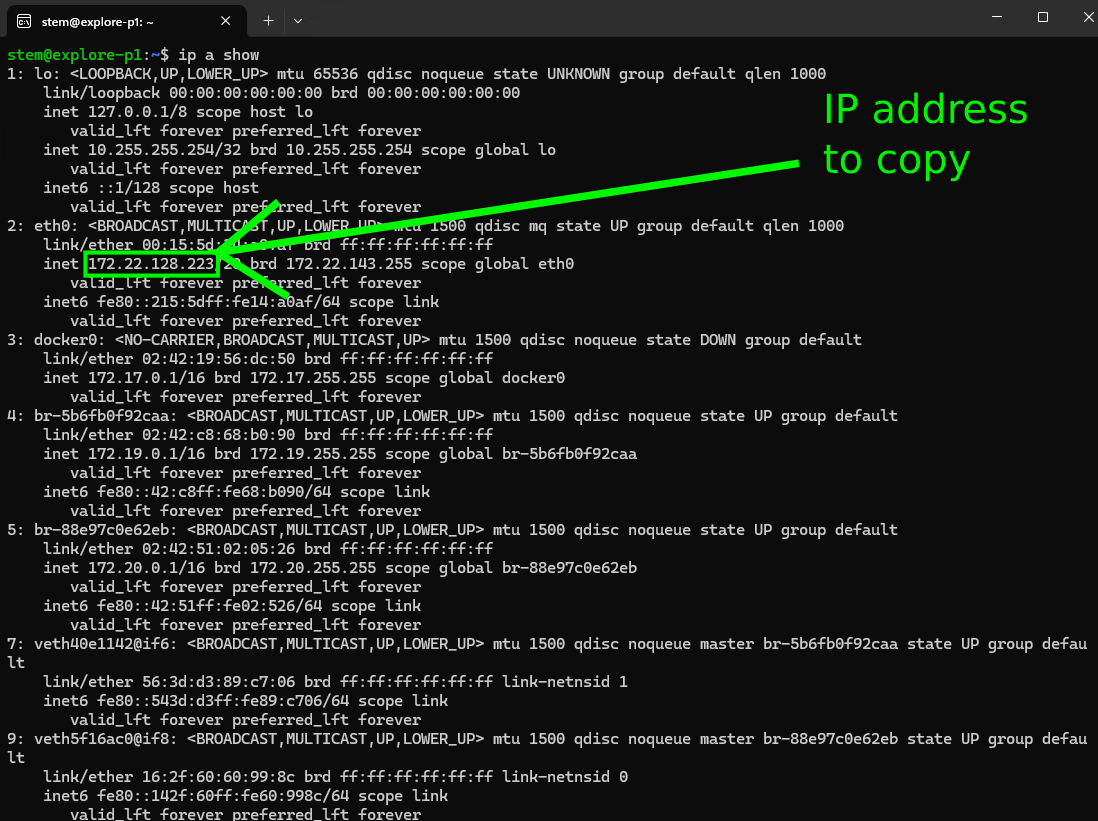 stem@explore-p1: ~
stem@explore-p1:~$ ip a show
1: lo: <LOOPBACK,UP,LOWER_UP> mtu 65536 qdisc noqueue state UNKNOWN group default qlen 1000
link/loopback 00:00:00:00:00:00 brd 00:00:00:00:00:00
inet 127.0.0.1/8 scope host lo
valid_lft forever preferred_lft forever
inet 10.255.255.254/32 brd 10.255.255.254 scope global lo
valid_lft forever preferred_lft forever
inet6 ::1/128 scope host
valid_lft forever preferred_lft forever
IP address
to copy
2: eth0: <BROADCAST,MULTICAST,UP,LOWER_UP> mtu 1500 qdisc mq state UP group default qlen 1000
link/ether brd ff:ff:ff:ff:ff:ff
inet 172.22.128.223 brd 172.22.143.255 scope global eth0
valid_lft forever preferred_lft forever
inet6 fe80::215:5dff:fe14:a0af/64 scope link
valid_lft forever preferred_lft forever
3: docker0: <NO-CARRIER,BROADCAST,MULTICAST,UP> mtu 1500 qdisc noqueue state DOWN group default
link/ether 02:42:19:56:dc:50 brd ff:ff:ff:ff:ff:ff
inet 172.17.0.1/16 brd 172.17.255.255 scope global docker0
valid_lft forever preferred_lft forever
4: br-5b6fb0f92caa: <BROADCAST,MULTICAST,UP,LOWER_UP> mtu 1500 qdisc noqueue state UP group default
link/ether 02:42:c8:68:b0:90 brd ff:ff:ff:ff:ff:ff
inet 172.19.0.1/16 brd 172.19.255.255 scope global br-5b6fb0f92caa
valid_lft forever preferred_lft forever
inet6 fe80::42:c8ff:fe68:b090/64 scope link
valid_lft forever preferred_lft forever
5: br-88e97c0e62eb: <BROADCAST,MULTICAST,UP,LOWER_UP> mtu 1500 qdisc noqueue state UP group default
link/ether 02:42:51:02:05:26 brd ff:ff:ff:ff:ff:ff
inet 172.20.0.1/16 brd 172.20.255.255 scope global br-88e97c0e62eb
valid_lft forever preferred_lft forever
inet6 fe80::42:51ff:fe02:526/64 scope link
valid_lft forever preferred_lft forever
7: veth40e1142@if6: <BROADCAST,MULTICAST,UP,LOWER_UP> mtu 1500 qdisc noqueue master br-5b6fb0f92caa state UP group defau
lt
link/ether 56:3d:d3:89:c7:06 brd ff:ff:ff:ff:ff:ff link-netnsid 1
inet6 fe80::543d:d3ff:fe89:c706/64 scope link
valid_lft forever preferred_lft forever
9: veth5f16ac0@if8: <BROADCAST,MULTICAST,UP,LOWER_UP> mtu 1500 qdisc noqueue master br-88e97c0e62eb state UP group defau
lt
link/ether 16:2f:60:60:99:8c brd ff:ff:ff:ff:ff:ff link-netnsid 0
inet6 fe80::142f:60ff:fe60:998c/64 scope link
valid_lft forever preferred_lft forever